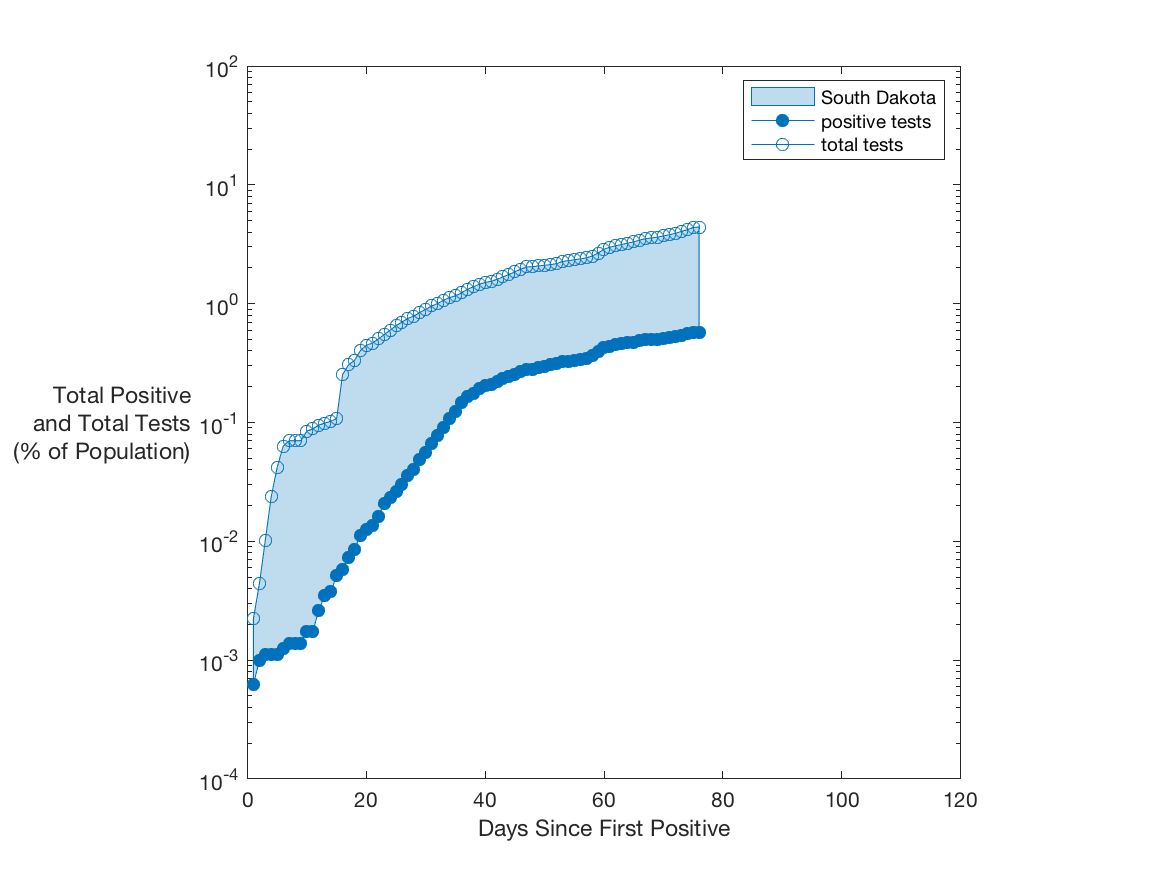 10^2
10^1
10^0
10^-1
10^-2
10^-3
10^-4
Total Positive
and Total Tests
(% of Population)
South Dakota
positive tests
total tests
0 20 40 60 80 100 120
Days Since First Positive